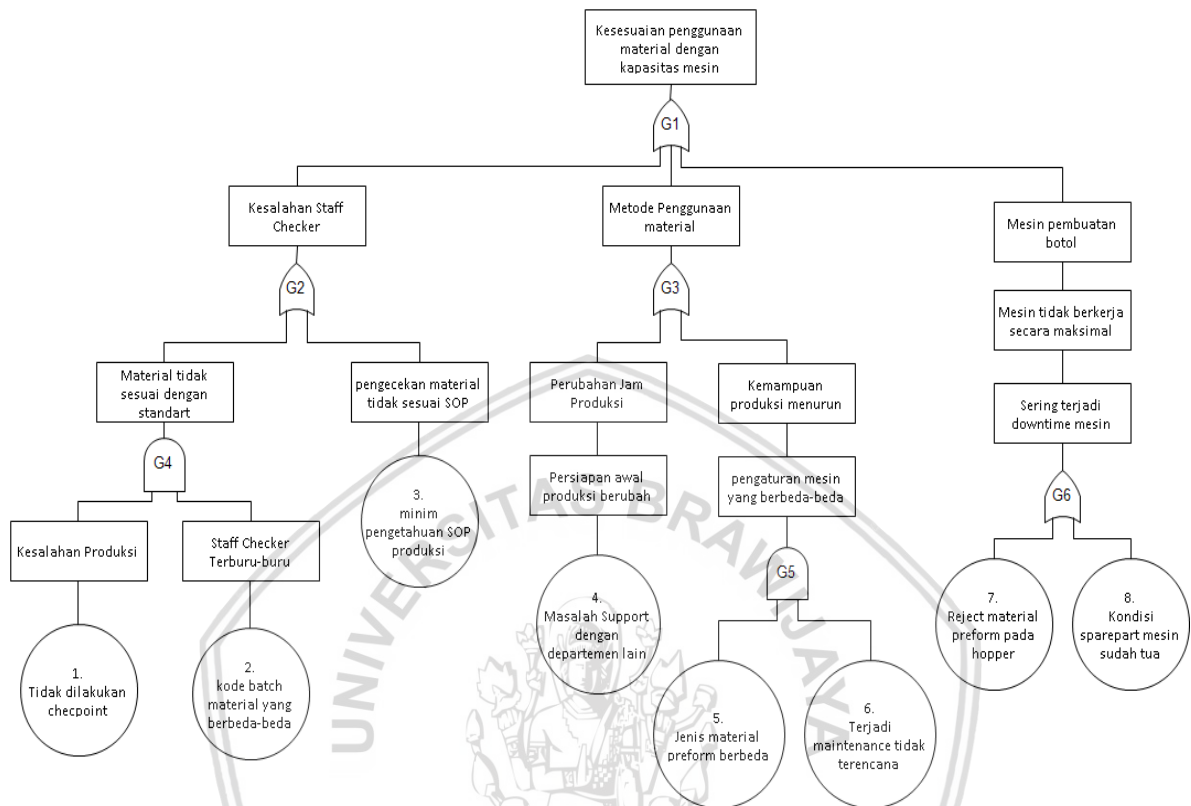 Kesesuaian penggunaan
material dengan
kapasitas mesin
G1
Kesalahan Staff
Checker
Metode Penggunaan
material
Mesin pembuatan
botol
G2
G3
Mesin tidak berkerja
secara maksimal
Material tidak
sesuai dengan
standart
pengecekan material
tidak sesuai SOP
Perubahan Jam
Produksi
Kemampuan
produksi menurun
Sering terjadi
downtime mesin
G4
Persiapan awal
produksi berubah
pengaturan mesin
yang berbeda-beda
G6
3.
minim
pengetahuan SOP
produksi
Kesalahan Produksi
Staff Checker
Terburu-buru
G5
4.
Masalah Support
dengan
departemen lain
7.
Reject material
preform pada
hopper
8.
Kondisi
sparepart mesin
sudah tua
1.
Tidak dilakukan
checpoint
2.
kode batch
material yang
berbeda-beda
5.
Jenis material
preform berbeda
6.
Terjadi
maintenance tidak
terencana
UNIVERSITAS BRAWIJAYA